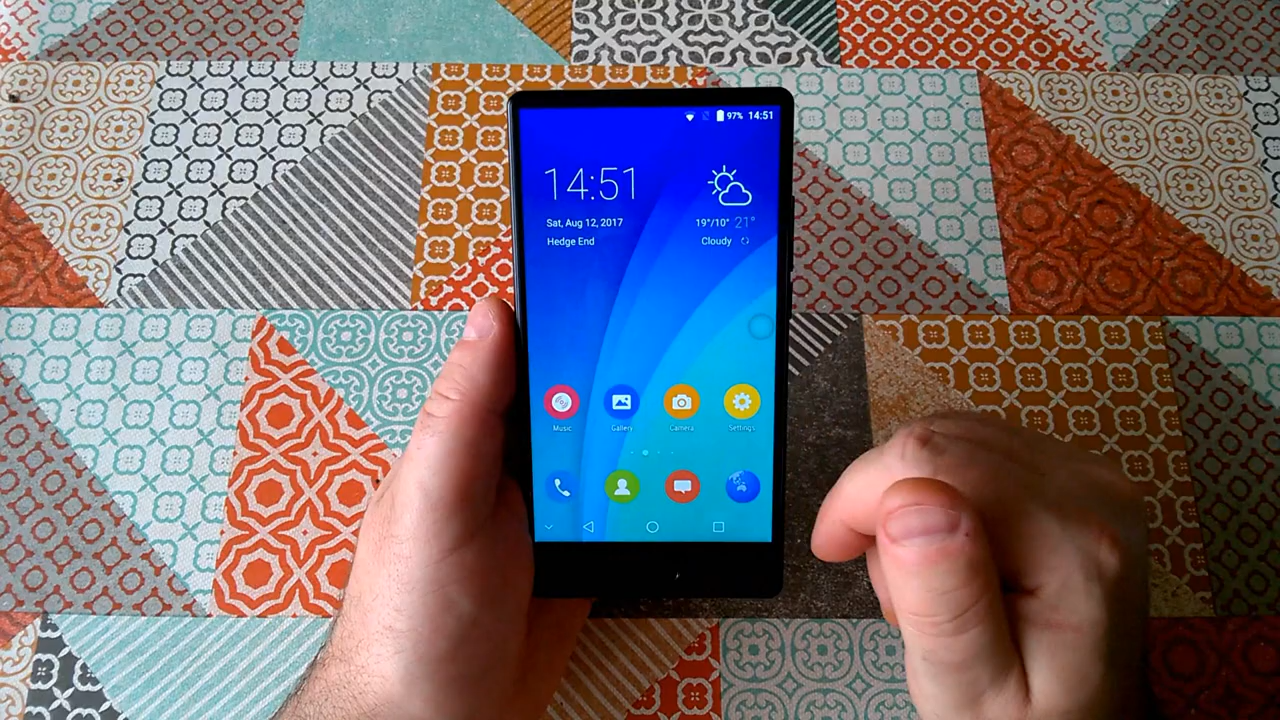 97% 14:51
14:51
Sat, Aug 12, 2017
19°/10° 21°
Hedge End
Cloudy
Music Gallery Camera Settings